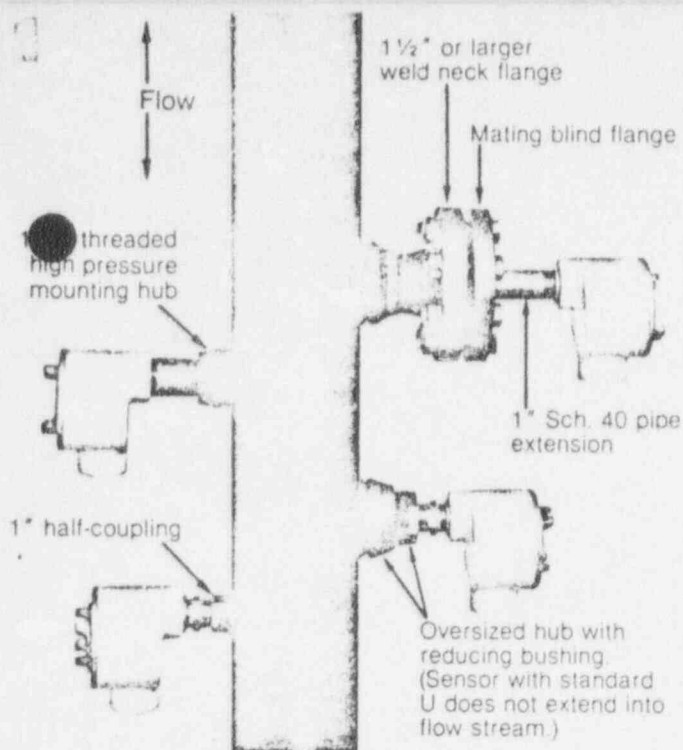 1½" or larger
weld neck flange
Flow
Mating blind flange
threaded
high pressure
mounting hub
1" Sch. 40 pipe
extension
1" half-coupling
Oversized hub with
reducing bushing.
(Sensor with standard
U does not extend into
flow stream.)